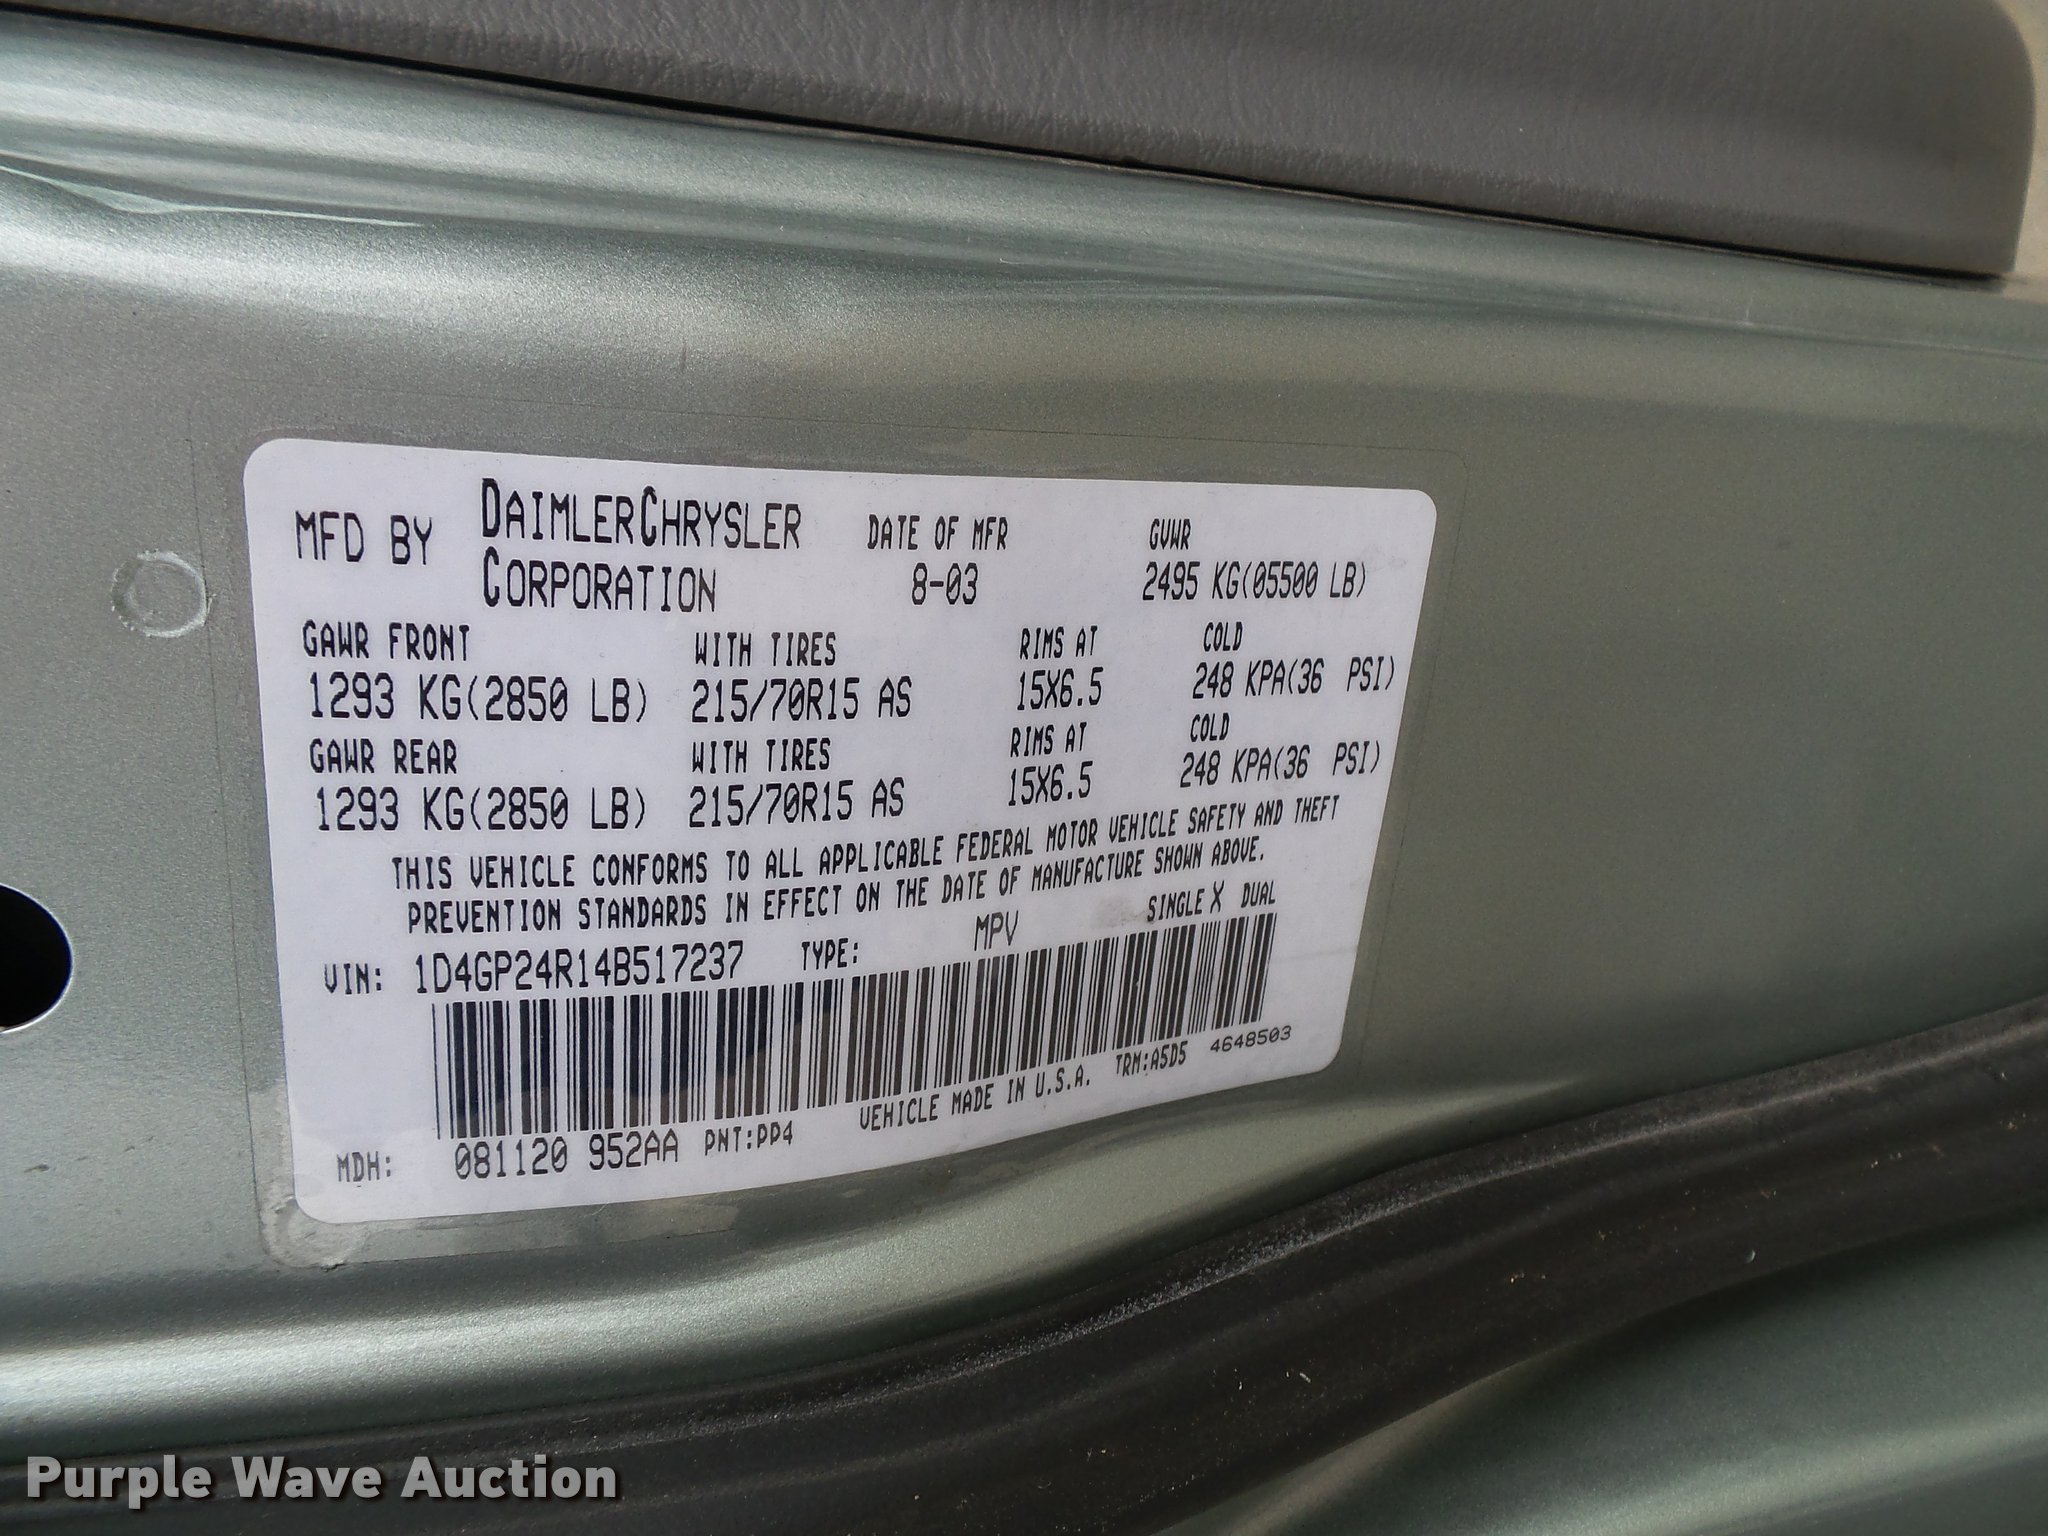 MFD BY DAIMLERCHRYSLER CORPORATION DATE OF MFR 8-03 GVWR 2495 KG(05500 LB)
GAWR FRONT WITH TIRES RIMS AT COLD
1293 KG(2850 LB) 215/70R15 AS 15X6.5 248 KPA(36 PSI)
GAWR REAR WITH TIRES RIMS AT COLD
1293 KG(2850 LB) 215/70R15 AS 15X6.5 248 KPA(36 PSI)
THIS VEHICLE CONFORMS TO ALL APPLICABLE FEDERAL MOTOR VEHICLE SAFETY AND THEFT
PREVENTION STANDARDS IN EFFECT ON THE DATE OF MANUFACTURE SHOWN ABOVE.
VIN: 1D4GP24R14B517237 TYPE: MPV SINGLE X DUAL
MDH: 081120 952AA PNT:PP4 VEHICLE MADE IN U.S.A. TRM:A5D5 4648503
Purple Wave Auction